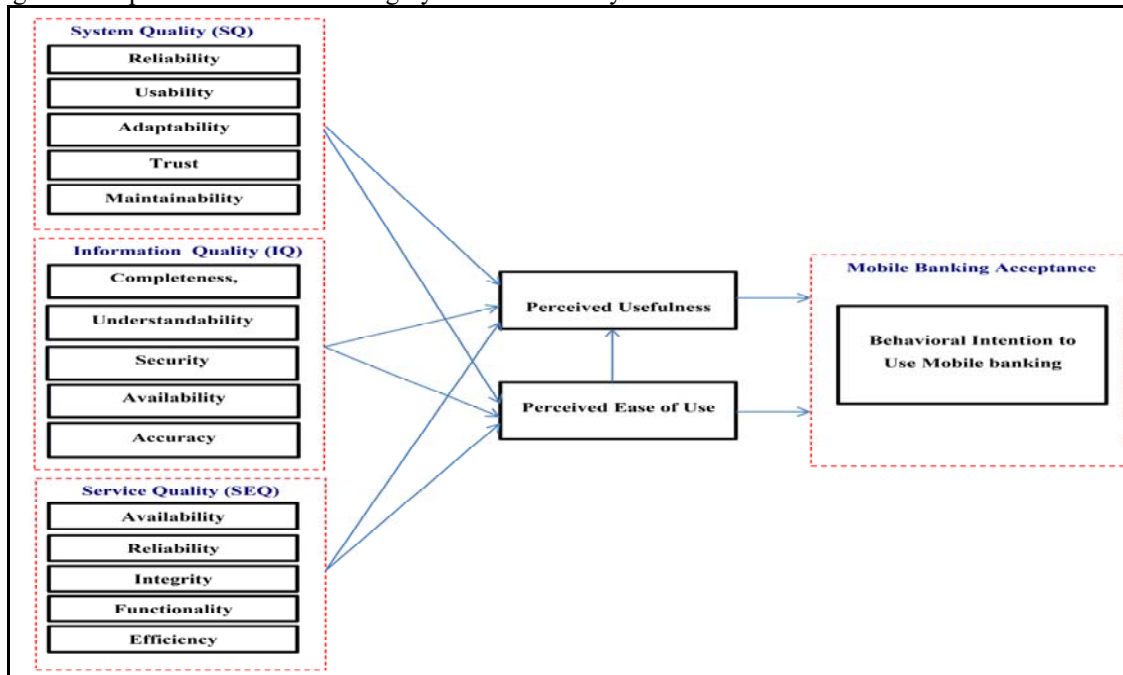 System Quality (SQ)
Reliability
Usability
Adaptability
Trust
Maintainability
Information Quality (IQ)
Completeness,
Understandability
Security
Availability
Accuracy
Service Quality (SEQ)
Availability
Reliability
Integrity
Functionality
Efficiency
Perceived Usefulness
Perceived Ease of Use
Mobile Banking Acceptance
Behavioral Intention to
Use Mobile banking